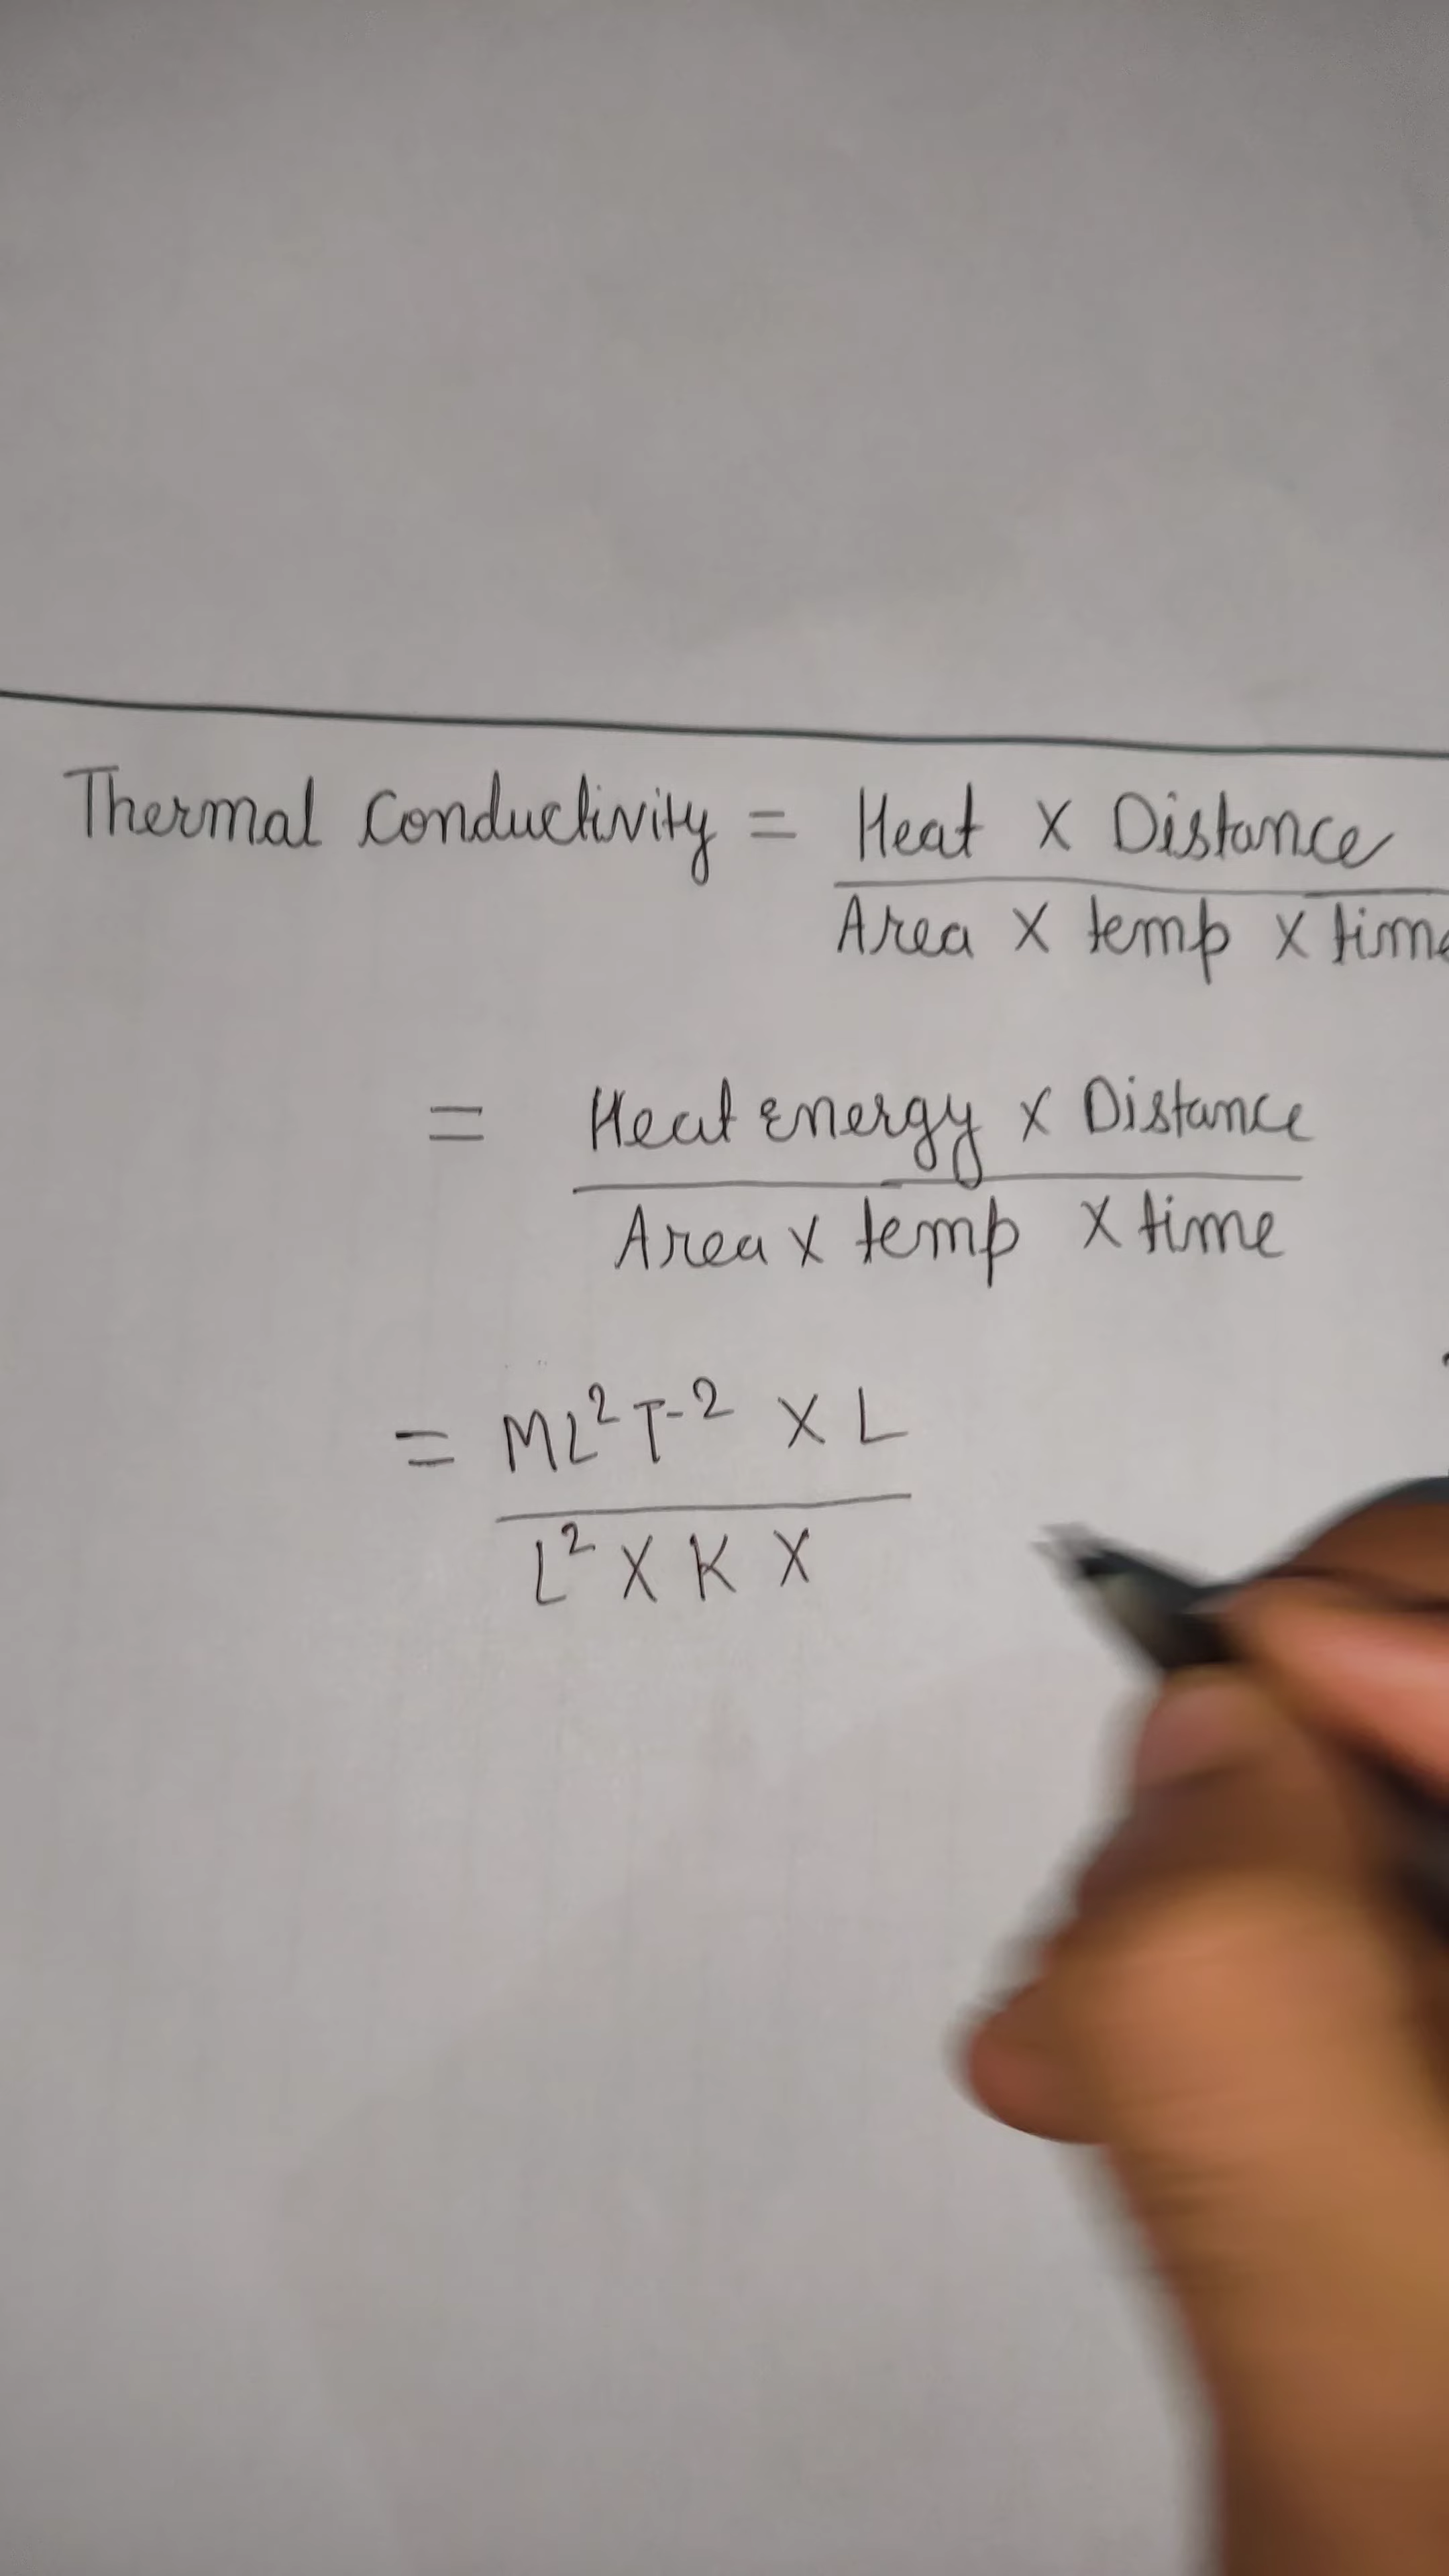 Thermal Conductivity = Heat X Distance
Area X temp X time
= Heat energy X Distance
Area X temp X time
= ML²T-2 X L
L² X K X